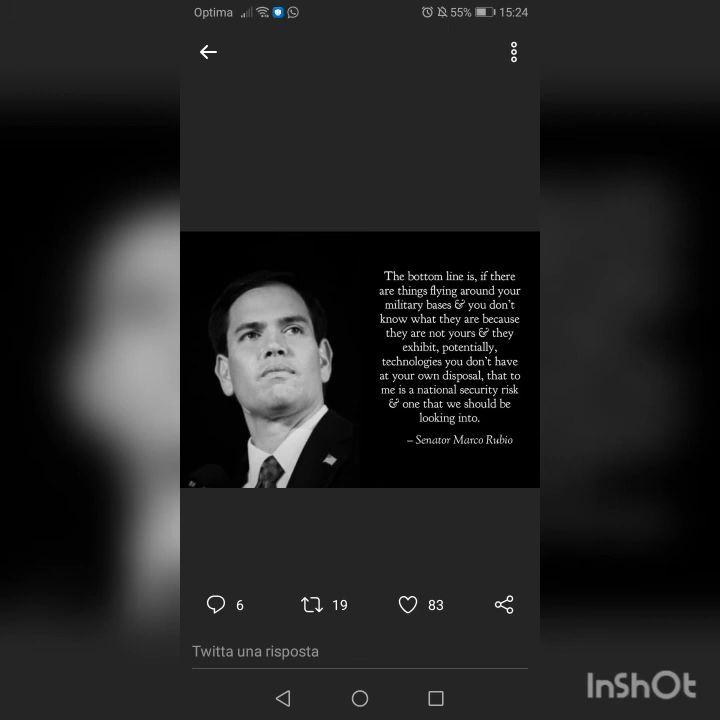 Optima 55% 15:24
The bottom line is, if there
are things flying around your
military bases & you don't
know what they are because
they are not yours & they
exhibit, potentially,
technologies you don't have
at your own disposal, that to
me is a national security risk
& one that we should be
looking into.
– Senator Marco Rubio
6 19 83
Twitta una risposta
InShOt